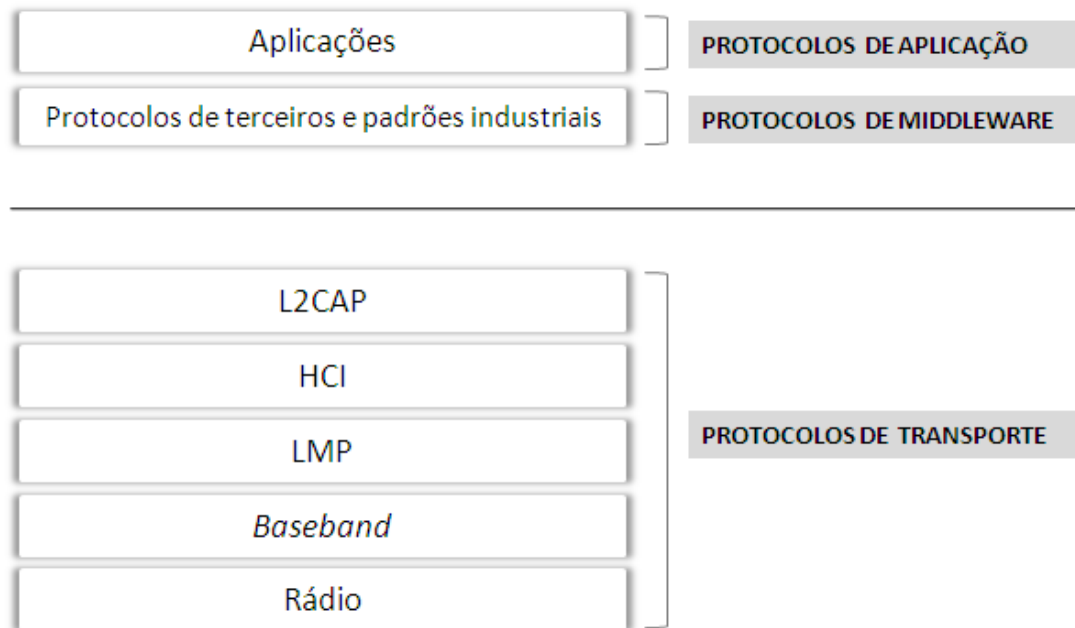 Aplicações
PROTOCOLOS DE APLICAÇÃO
Protocolos de terceiros e padrões industriais
PROTOCOLOS DE MIDDLEWARE
L2CAP
HCI
LMP
PROTOCOLOS DE TRANSPORTE
Baseband
Rádio